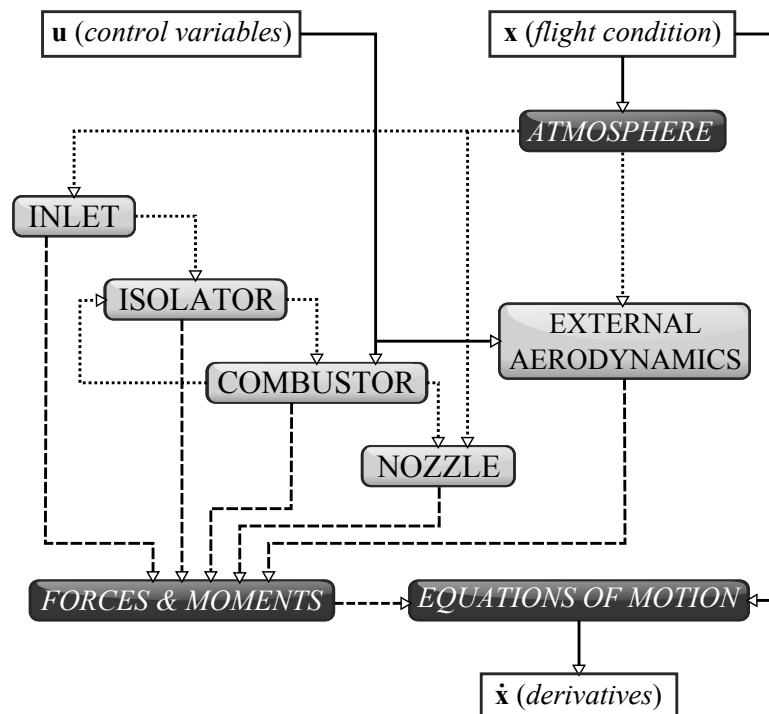 u (control variables)
x (flight condition)
ATMOSPHERE
INLET
ISOLATOR
EXTERNAL
AERODYNAMICS
COMBUSTOR
NOZZLE
FORCES & MOMENTS
EQUATIONS OF MOTION
ẋ (derivatives)